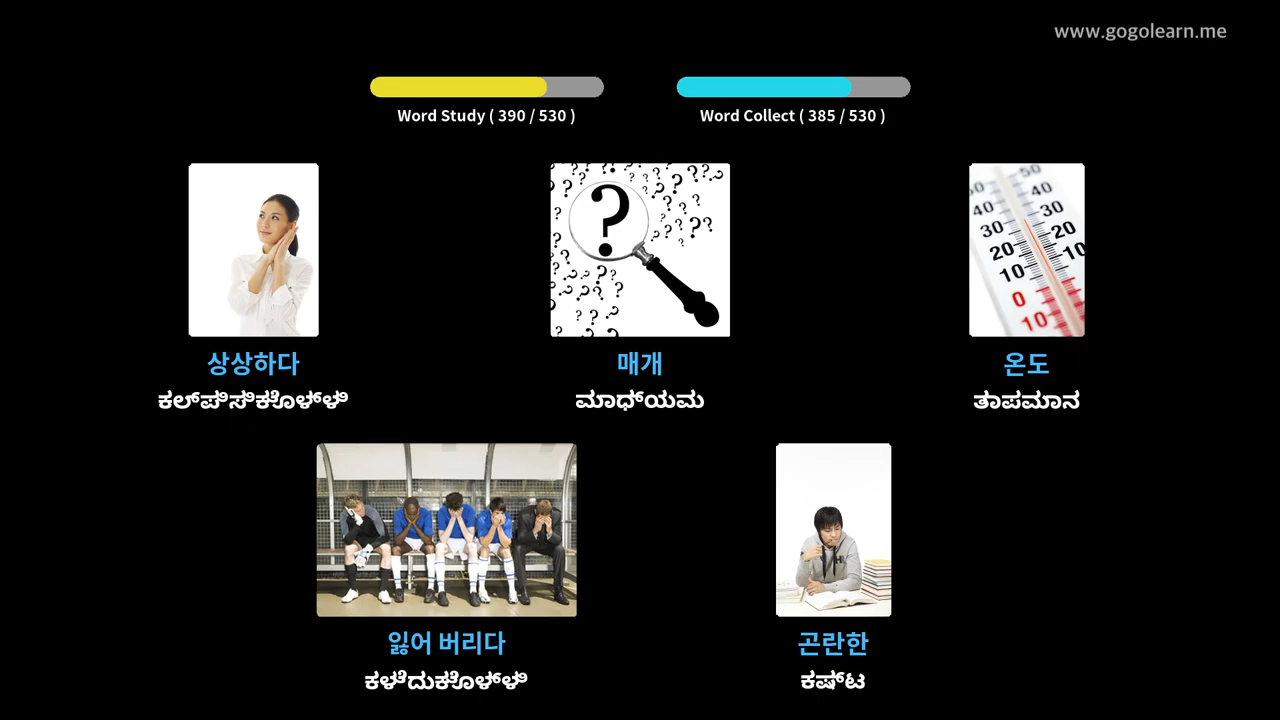 www.gogolearn.me
Word Study ( 390 / 530 )
Word Collect ( 385 / 530 )
상상하다
매개
온도
ಕಲ್ಪಿಸಿಕೊಳ್ಳಿ
ಮಾಧ್ಯಮ
ತಾಪಮಾನ
잃어 버리다
곤란한
ಕಳೆದುಕೊಳ್ಳಿ
ಕಷ್ಟ